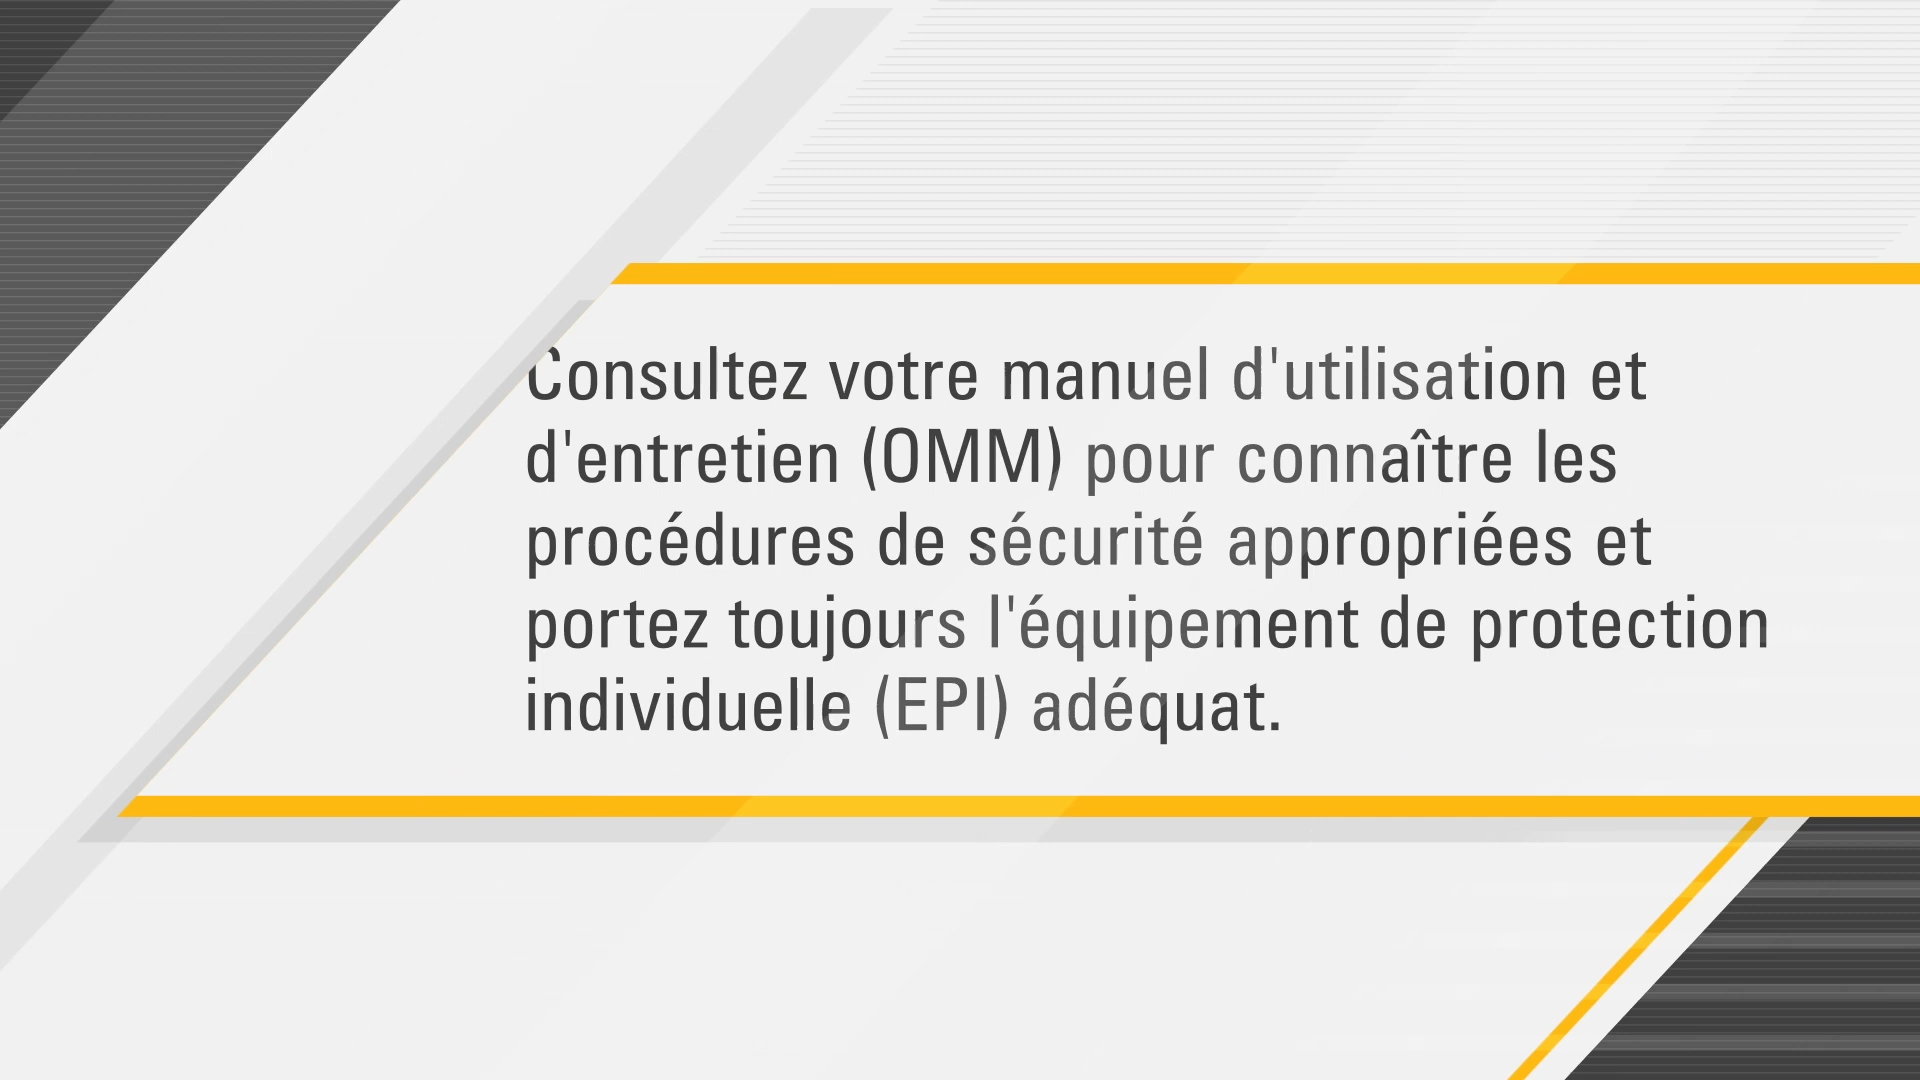 Consultez votre manuel d'utilisation et
d'entretien (OMM) pour connaître les
procédures de sécurité appropriées et
portez toujours l'équipement de protection
individuelle (EPI) adéquat.